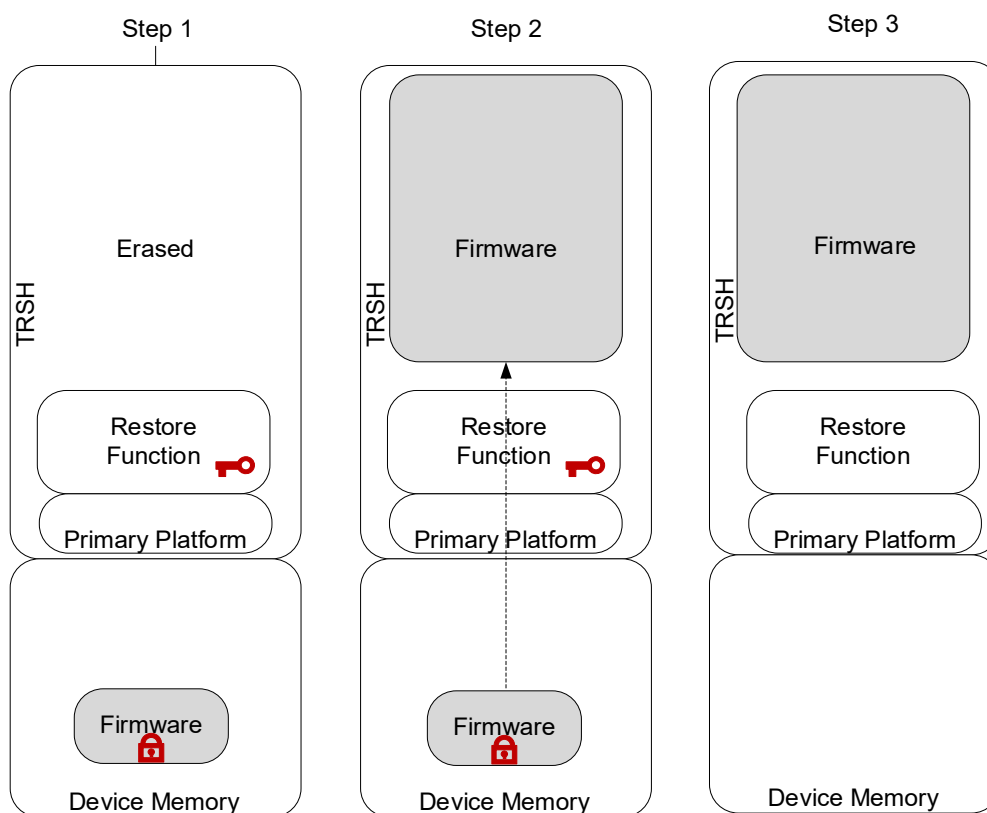 Step 1
Erased
TRSH
Restore
Function
Primary Platform
Firmware
Device Memory
Step 2
Firmware
TRSH
Restore
Function
Primary Platform
Firmware
Device Memory
Step 3
Firmware
TRSH
Restore
Function
Primary Platform
Device Memory